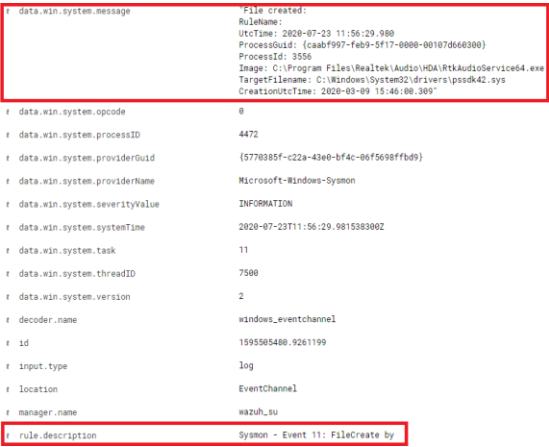 t data.win.system.message "File created:
RuleName:
UtcTime: 2020-07-23 11:56:29.980
ProcessGuid: {caabf997-feb9-5f17-0000-00107d660300}
ProcessId: 3556
Image: C:\Program Files\Realtek\Audio\HDA\RtkAudioService64.exe
TargetFilename: C:\Windows\System32\drivers\pssdk42.sys
CreationUtcTime: 2020-03-09 15:46:00.309"
t data.win.system.opcode 0
t data.win.system.processID 4472
t data.win.system.providerGuid {5770385f-c22a-43e0-bf4c-06f5698ffbd9}
t data.win.system.providerName Microsoft-Windows-Sysmon
t data.win.system.severityValue INFORMATION
t data.win.system.systemTime 2020-07-23T11:56:29.981538300Z
t data.win.system.task 11
t data.win.system.threadID 7500
t data.win.system.version 2
t decoder.name windows_eventchannel
t id 1595505480.9261199
t input.type log
t location EventChannel
t manager.name wazuh_su
t rule.description Sysmon - Event 11: FileCreate by